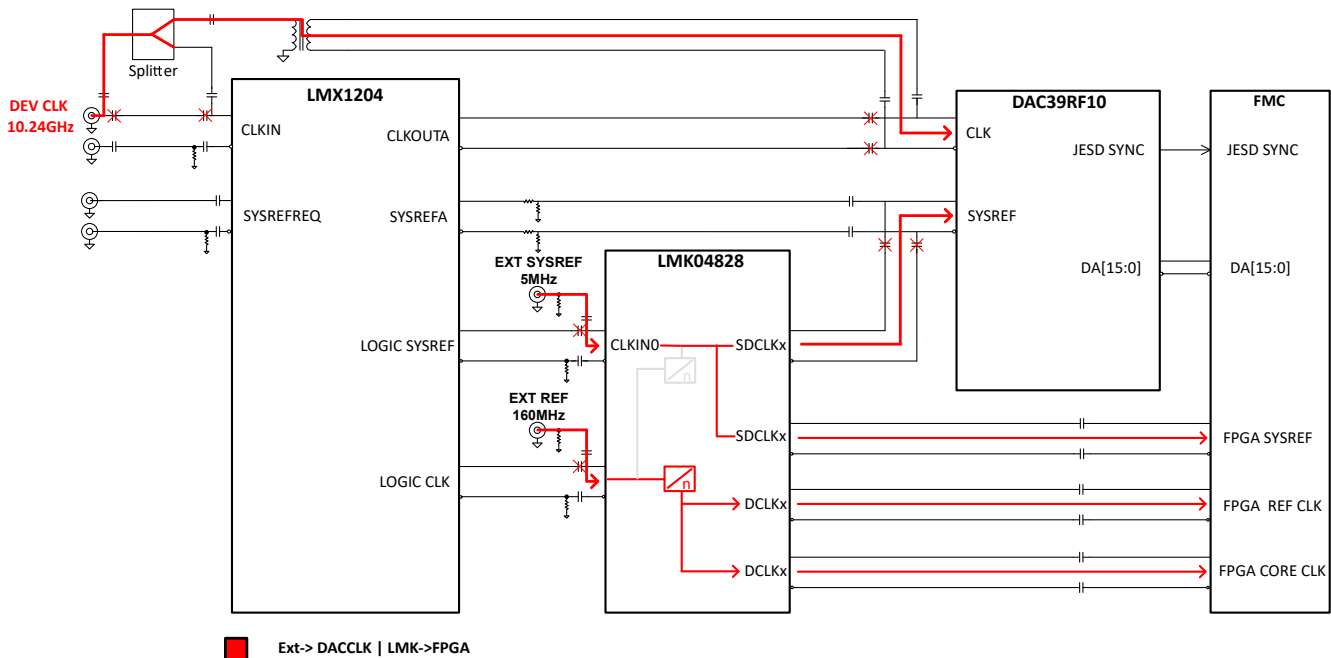 Splitter
DEV CLK
10.24GHz
LMX1204
CLKIN
CLKOUTA
SYSREFREQ
SYSREFA
LOGIC SYSREF
LOGIC CLK
EXT SYSREF
5MHz
EXT REF
160MHz
LMK04828
CLKIN0
n
n
SDCLKx
SDCLKx
DCLKx
DCLKx
DAC39RF10
CLK
JESD SYNC
SYSREF
DA[15:0]
FMC
JESD SYNC
DA[15:0]
FPGA SYSREF
FPGA REF CLK
FPGA CORE CLK
Ext-> DACCLK | LMK->FPGA